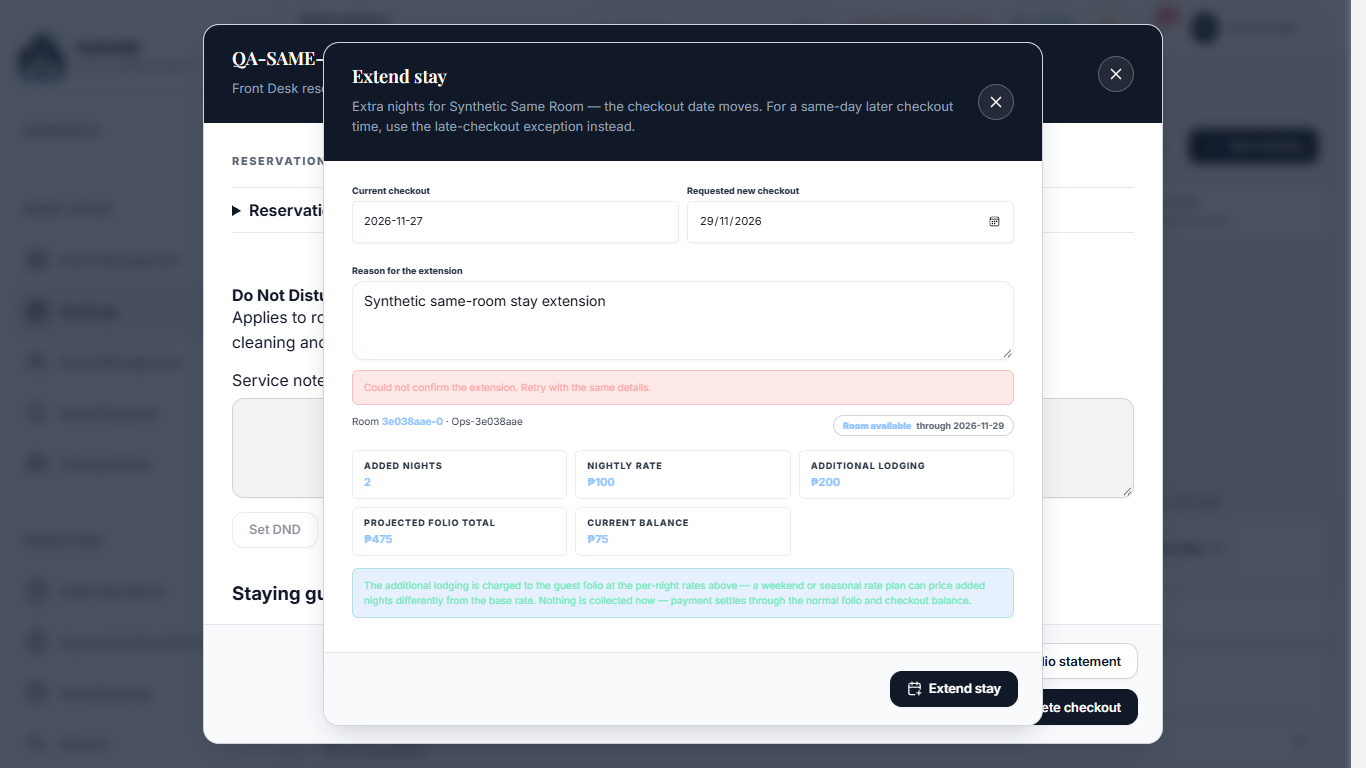 QA-SAME-
Front Desk rese
Extend stay
Extra nights for Synthetic Same Room — the checkout date moves. For a same-day later checkout
time, use the late-checkout exception instead.
RESERVATION
Reservati
Do Not Distu
Applies to ro
cleaning and
Service note
Set DND
Staying gu
Current checkout
2026-11-27
Requested new checkout
29/11/2026
Reason for the extension
Synthetic same-room stay extension
Could not confirm the extension. Retry with the same details.
Room 3e038aae-0 · Ops-3e038aae
Room available through 2026-11-29
ADDED NIGHTS
2
NIGHTLY RATE
₱100
ADDITIONAL LODGING
₱200
PROJECTED FOLIO TOTAL
₱475
CURRENT BALANCE
₱75
The additional lodging is charged to the guest folio at the per-night rates above — a weekend or seasonal rate plan can price added
nights differently from the base rate. Nothing is collected now — payment settles through the normal folio and checkout balance.
Extend stay
lio statement
ete checkout